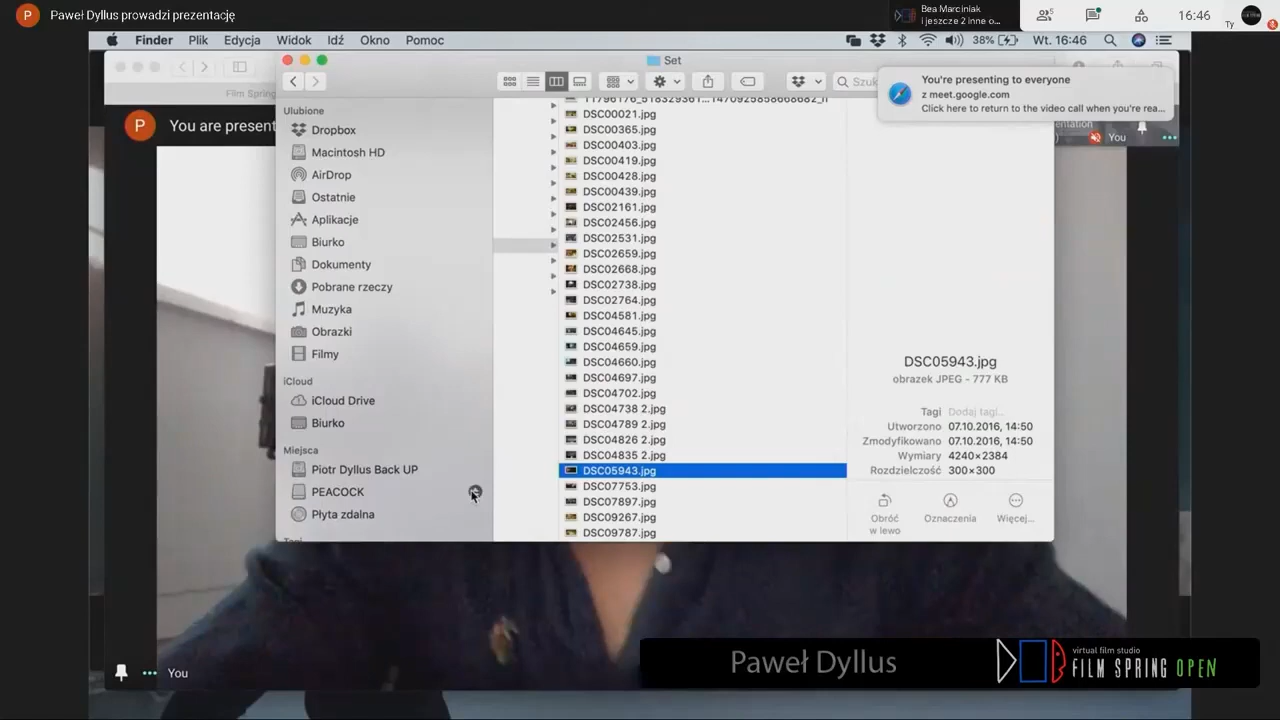 P Paweł Dyllus prowadzi prezentację
Bea Marciniak
i jeszcze 2 inne o...
5
16:46
Ty
Finder Plik Edycja Widok Idź Okno Pomoc
38% Wt. 16:46
Set
Film Spring
Szuk
You're presenting to everyone
z meet.google.com
Click here to return to the video call when you're rea...
P You are present
You
Ulubione
Dropbox
Macintosh HD
AirDrop
Ostatnie
Aplikacje
Biurko
Dokumenty
Pobrane rzeczy
Muzyka
Obrazki
Filmy
iCloud
iCloud Drive
Biurko
Miejsca
Piotr Dyllus Back UP
PEACOCK
Płyta zdalna
DSC00021.jpg
DSC00365.jpg
DSC00403.jpg
DSC00419.jpg
DSC00428.jpg
DSC00439.jpg
DSC02161.jpg
DSC02456.jpg
DSC02531.jpg
DSC02659.jpg
DSC02668.jpg
DSC02738.jpg
DSC02764.jpg
DSC04581.jpg
DSC04645.jpg
DSC04659.jpg
DSC04660.jpg
DSC04697.jpg
DSC04702.jpg
DSC04738 2.jpg
DSC04789 2.jpg
DSC04826 2.jpg
DSC04835 2.jpg
DSC05943.jpg
DSC07753.jpg
DSC07897.jpg
DSC09267.jpg
DSC09787.jpg
DSC05943.jpg
obrazek JPEG - 777 KB
Tagi Dodaj tagi...
Utworzono 07.10.2016, 14:50
Zmodyfikowano 07.10.2016, 14:50
Wymiary 4240×2384
Rozdzielczość 300×300
Obróć
w lewo
Oznaczenia
Więcej...
You
Paweł Dyllus
virtual film studio
FILM SPRING OPEN